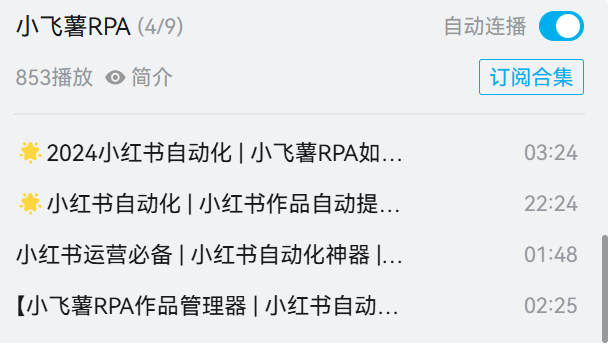 小飞薯RPA (4/9) 自动连播
853播放 简介 订阅合集
2024小红书自动化 | 小飞薯RPA如... 03:24
小红书自动化 | 小红书作品自动提... 22:24
小红书运营必备 | 小红书自动化神器 |... 01:48
【小飞薯RPA作品管理器 | 小红书自动... 02:25